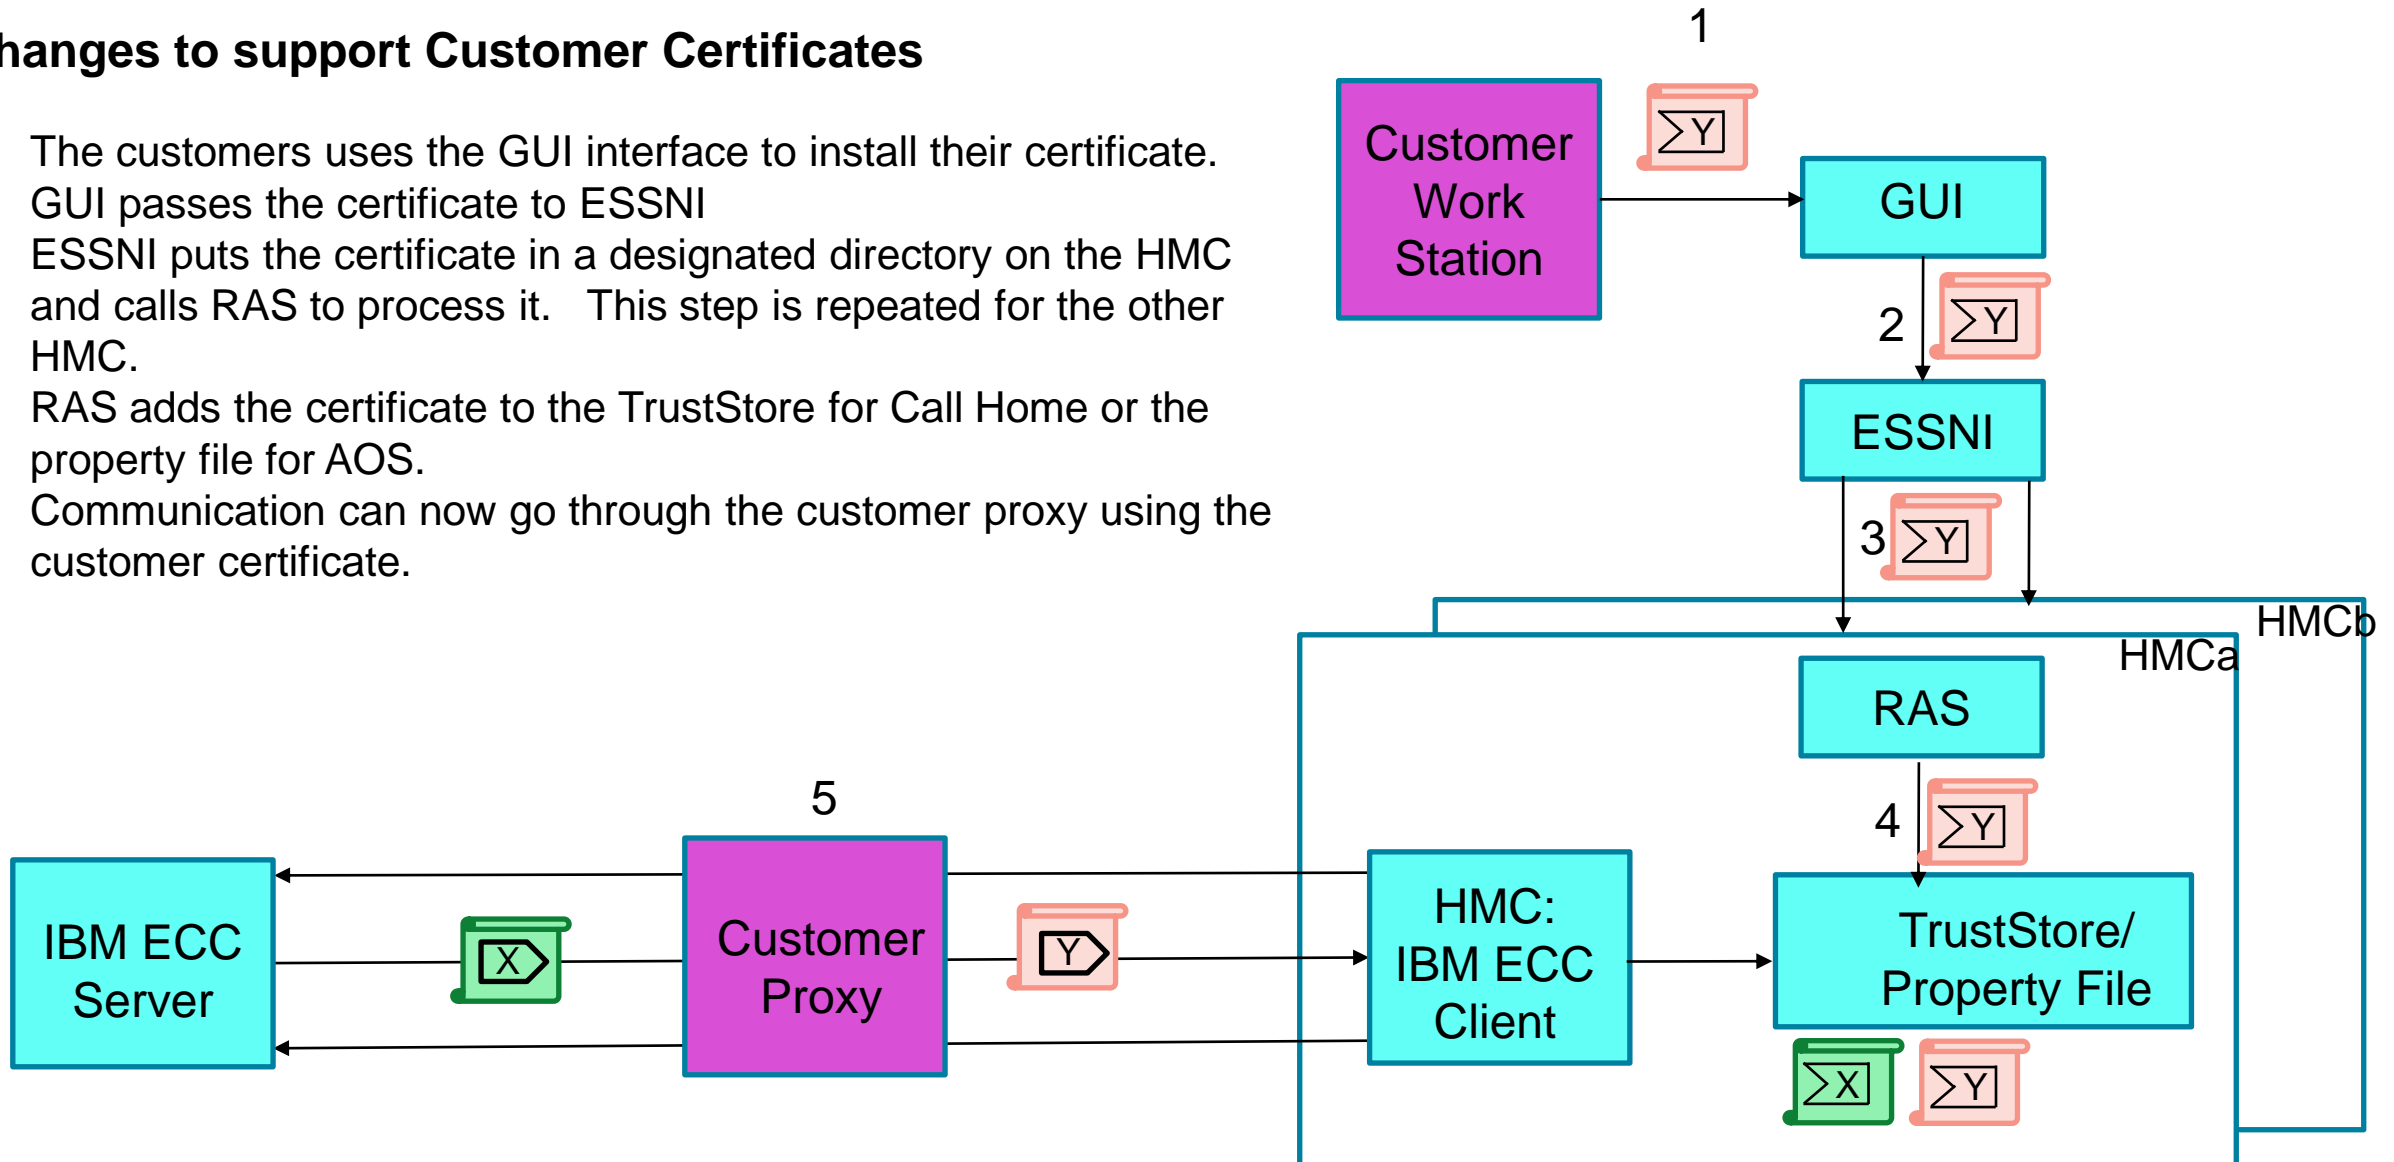 hanges to support Customer Certificates
The customers uses the GUI interface to install their certificate.
GUI passes the certificate to ESSNI
ESSNI puts the certificate in a designated directory on the HMC
and calls RAS to process it. This step is repeated for the other
HMC.
RAS adds the certificate to the TrustStore for Call Home or the
property file for AOS.
Communication can now go through the customer proxy using the
customer certificate.
1
Customer
Work
Station
Y
GUI
2
Y
ESSNI
3
Y
HMCb
HMCa
RAS
4
Y
5
IBM ECC
Server
X
Customer
Proxy
Y
HMC:
IBM ECC
Client
TrustStore/
Property File
X
Y